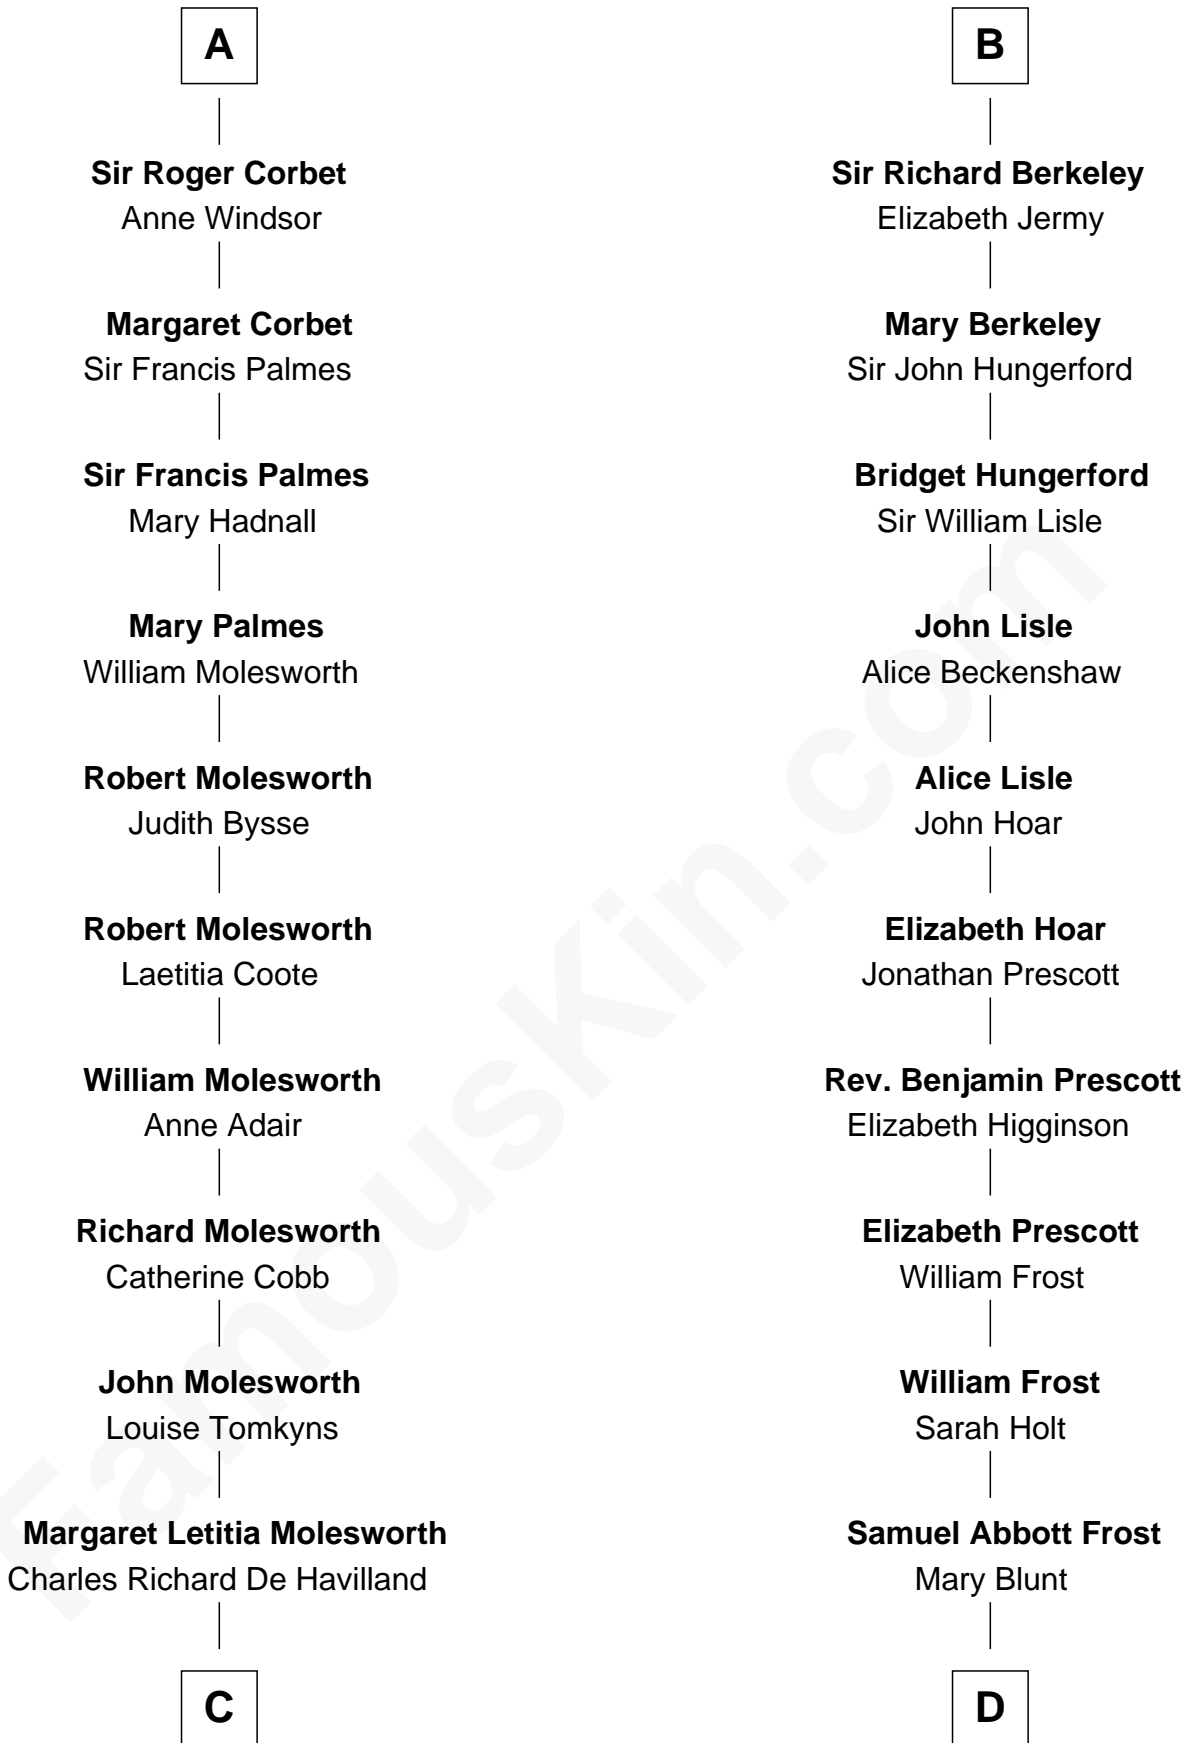 A
Sir Roger Corbet
Anne Windsor
Margaret Corbet
Sir Francis Palmes
Sir Francis Palmes
Mary Hadnall
Mary Palmes
William Molesworth
Robert Molesworth
Judith Bysse
Robert Molesworth
Laetitia Coote
William Molesworth
Anne Adair
Richard Molesworth
Catherine Cobb
John Molesworth
Louise Tomkyns
Margaret Letitia Molesworth
Charles Richard De Havilland
C
B
Sir Richard Berkeley
Elizabeth Jermy
Mary Berkeley
Sir John Hungerford
Bridget Hungerford
Sir William Lisle
John Lisle
Alice Beckenshaw
Alice Lisle
John Hoar
Elizabeth Hoar
Jonathan Prescott
Rev. Benjamin Prescott
Elizabeth Higginson
Elizabeth Prescott
William Frost
William Frost
Sarah Holt
Samuel Abbott Frost
Mary Blunt
D
FamousKin.com